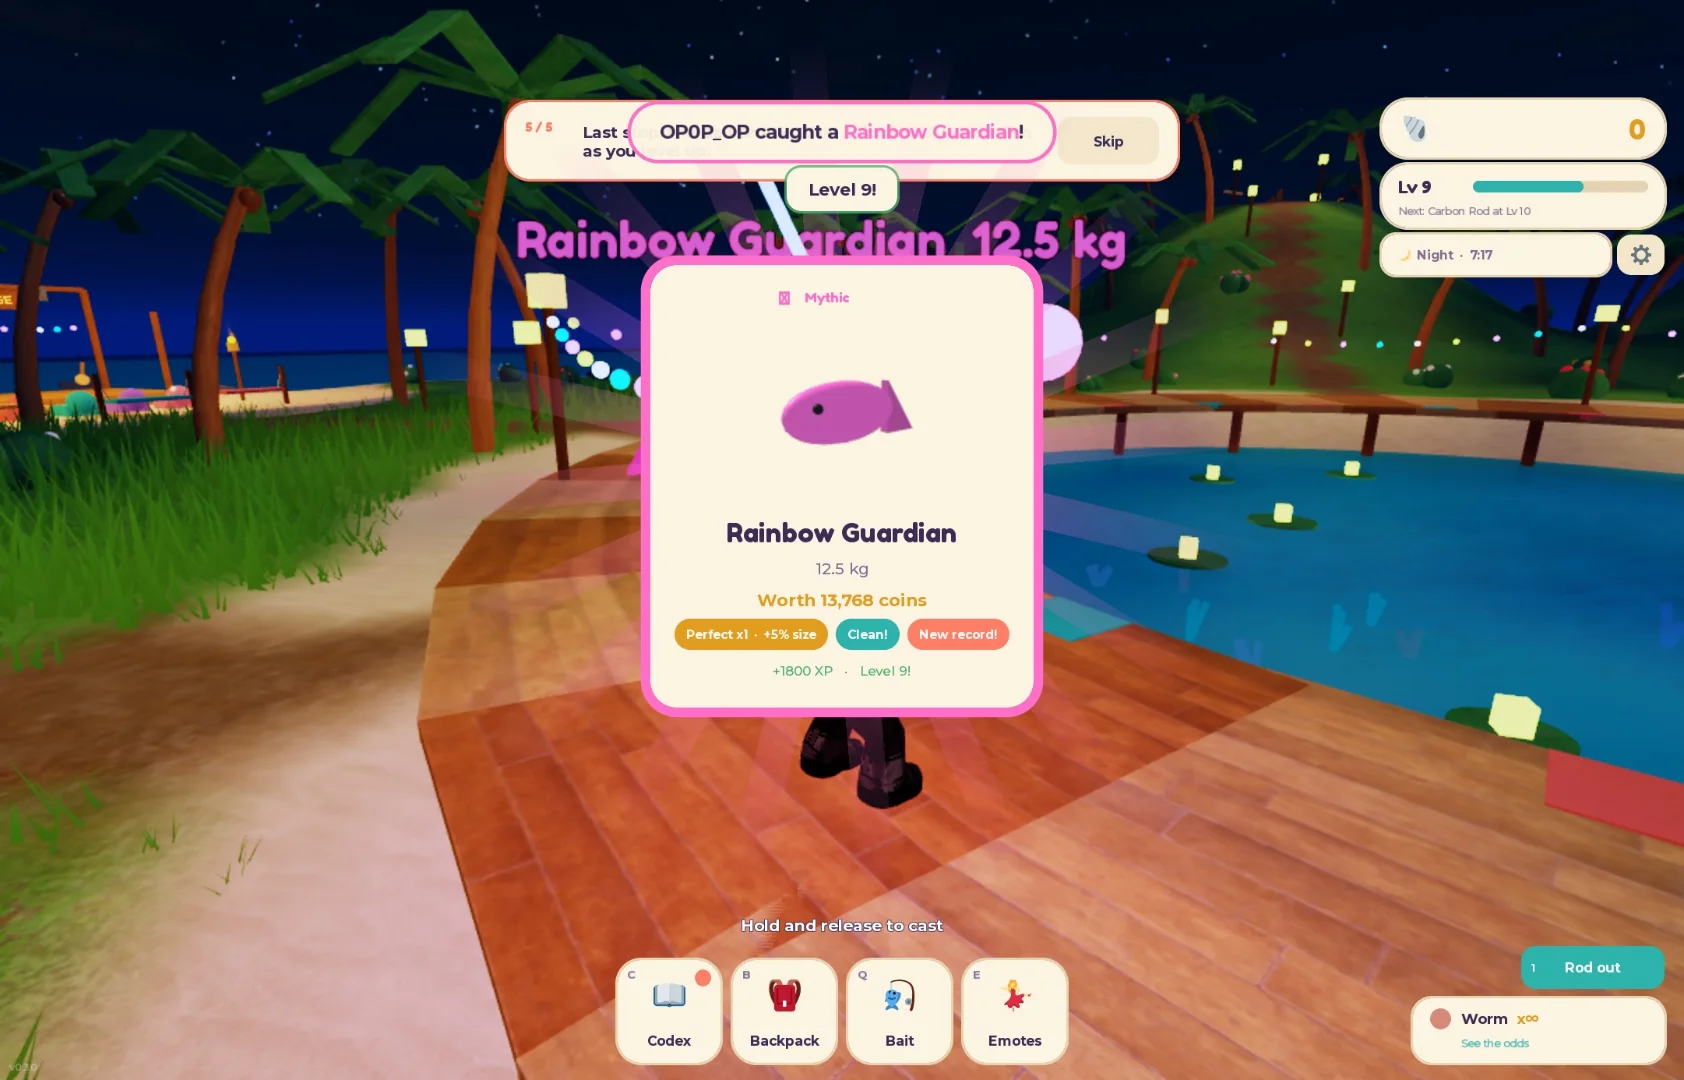 5 / 5
Last
as you
OP0P_OP caught a Rainbow Guardian!
Skip
Level 9!
Rainbow Guardian 12.5 kg
0
Lv 9
Next: Carbon Rod at Lv 10
Night · 7:17
Mythic
Rainbow Guardian
12.5 kg
Worth 13,768 coins
Perfect x1 · +5% size
Clean!
New record!
+1800 XP · Level 9!
Hold and release to cast
C
Codex
B
Backpack
Q
Bait
E
Emotes
1 Rod out
Worm x∞
See the odds